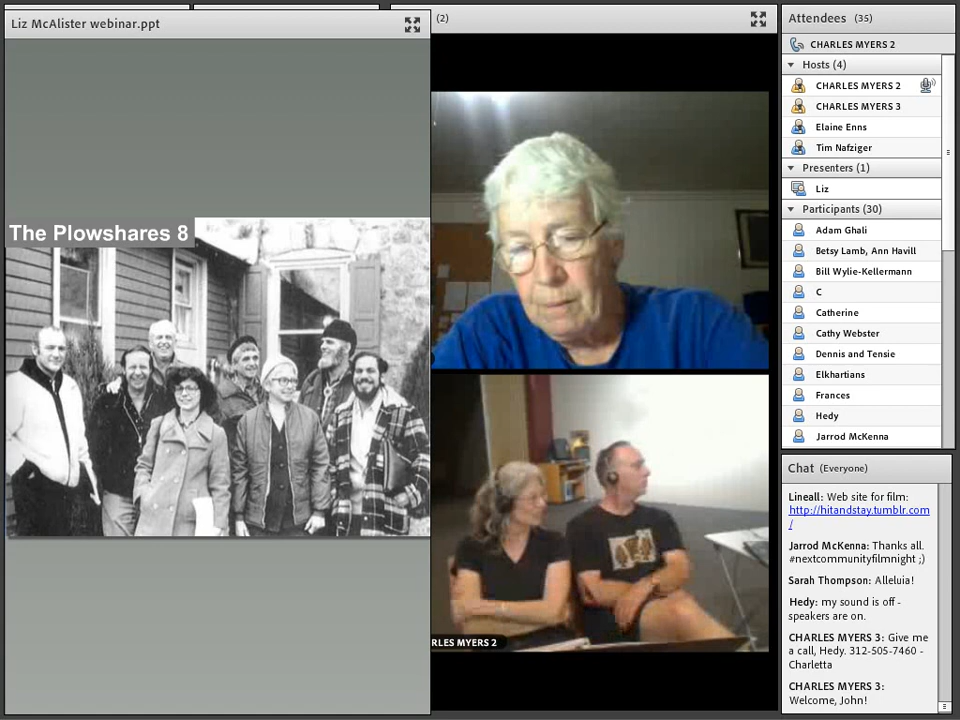 Liz McAlister webinar.ppt
The Plowshares 8
(2)
RLES MYERS 2
Attendees (35)
CHARLES MYERS 2
Hosts (4)
CHARLES MYERS 2
CHARLES MYERS 3
Elaine Enns
Tim Nafziger
Presenters (1)
Liz
Participants (30)
Adam Ghali
Betsy Lamb, Ann Havill
Bill Wylie-Kellermann
C
Catherine
Cathy Webster
Dennis and Tensie
Elkhartians
Frances
Hedy
Jarrod McKenna
Chat (Everyone)
Lineall: Web site for film:
http://hitandstay.tumblr.com
/
Jarrod McKenna: Thanks all.
#nextcommunityfilmnight ;)
Sarah Thompson: Alleluia!
Hedy: my sound is off -
speakers are on.
CHARLES MYERS 3: Give me
a call, Hedy. 312-505-7460 -
Charletta
CHARLES MYERS 3:
Welcome, John!